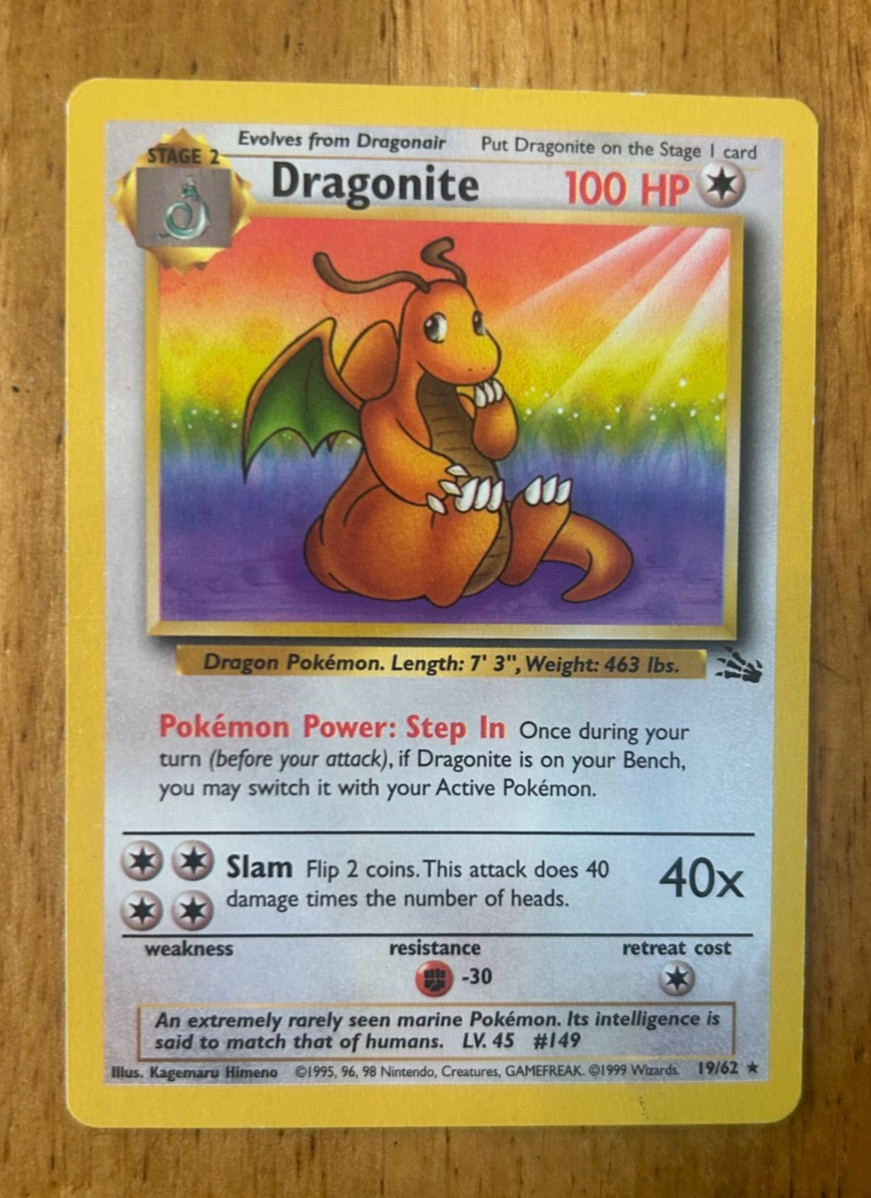 Evolves from Dragonair Put Dragonite on the Stage 1 card
STAGE 2
Dragonite 100 HP
Dragon Pokémon. Length: 7' 3", Weight: 463 lbs.
Pokémon Power: Step In Once during your
turn (before your attack), if Dragonite is on your Bench,
you may switch it with your Active Pokémon.
Slam Flip 2 coins. This attack does 40
damage times the number of heads.
40x
weakness resistance retreat cost
-30
An extremely rarely seen marine Pokémon. Its intelligence is
said to match that of humans. LV. 45 #149
Illus. Kagemaru Himeno ©1995, 96, 98 Nintendo, Creatures, GAMEFREAK. ©1999 Wizards. 19/62 ★